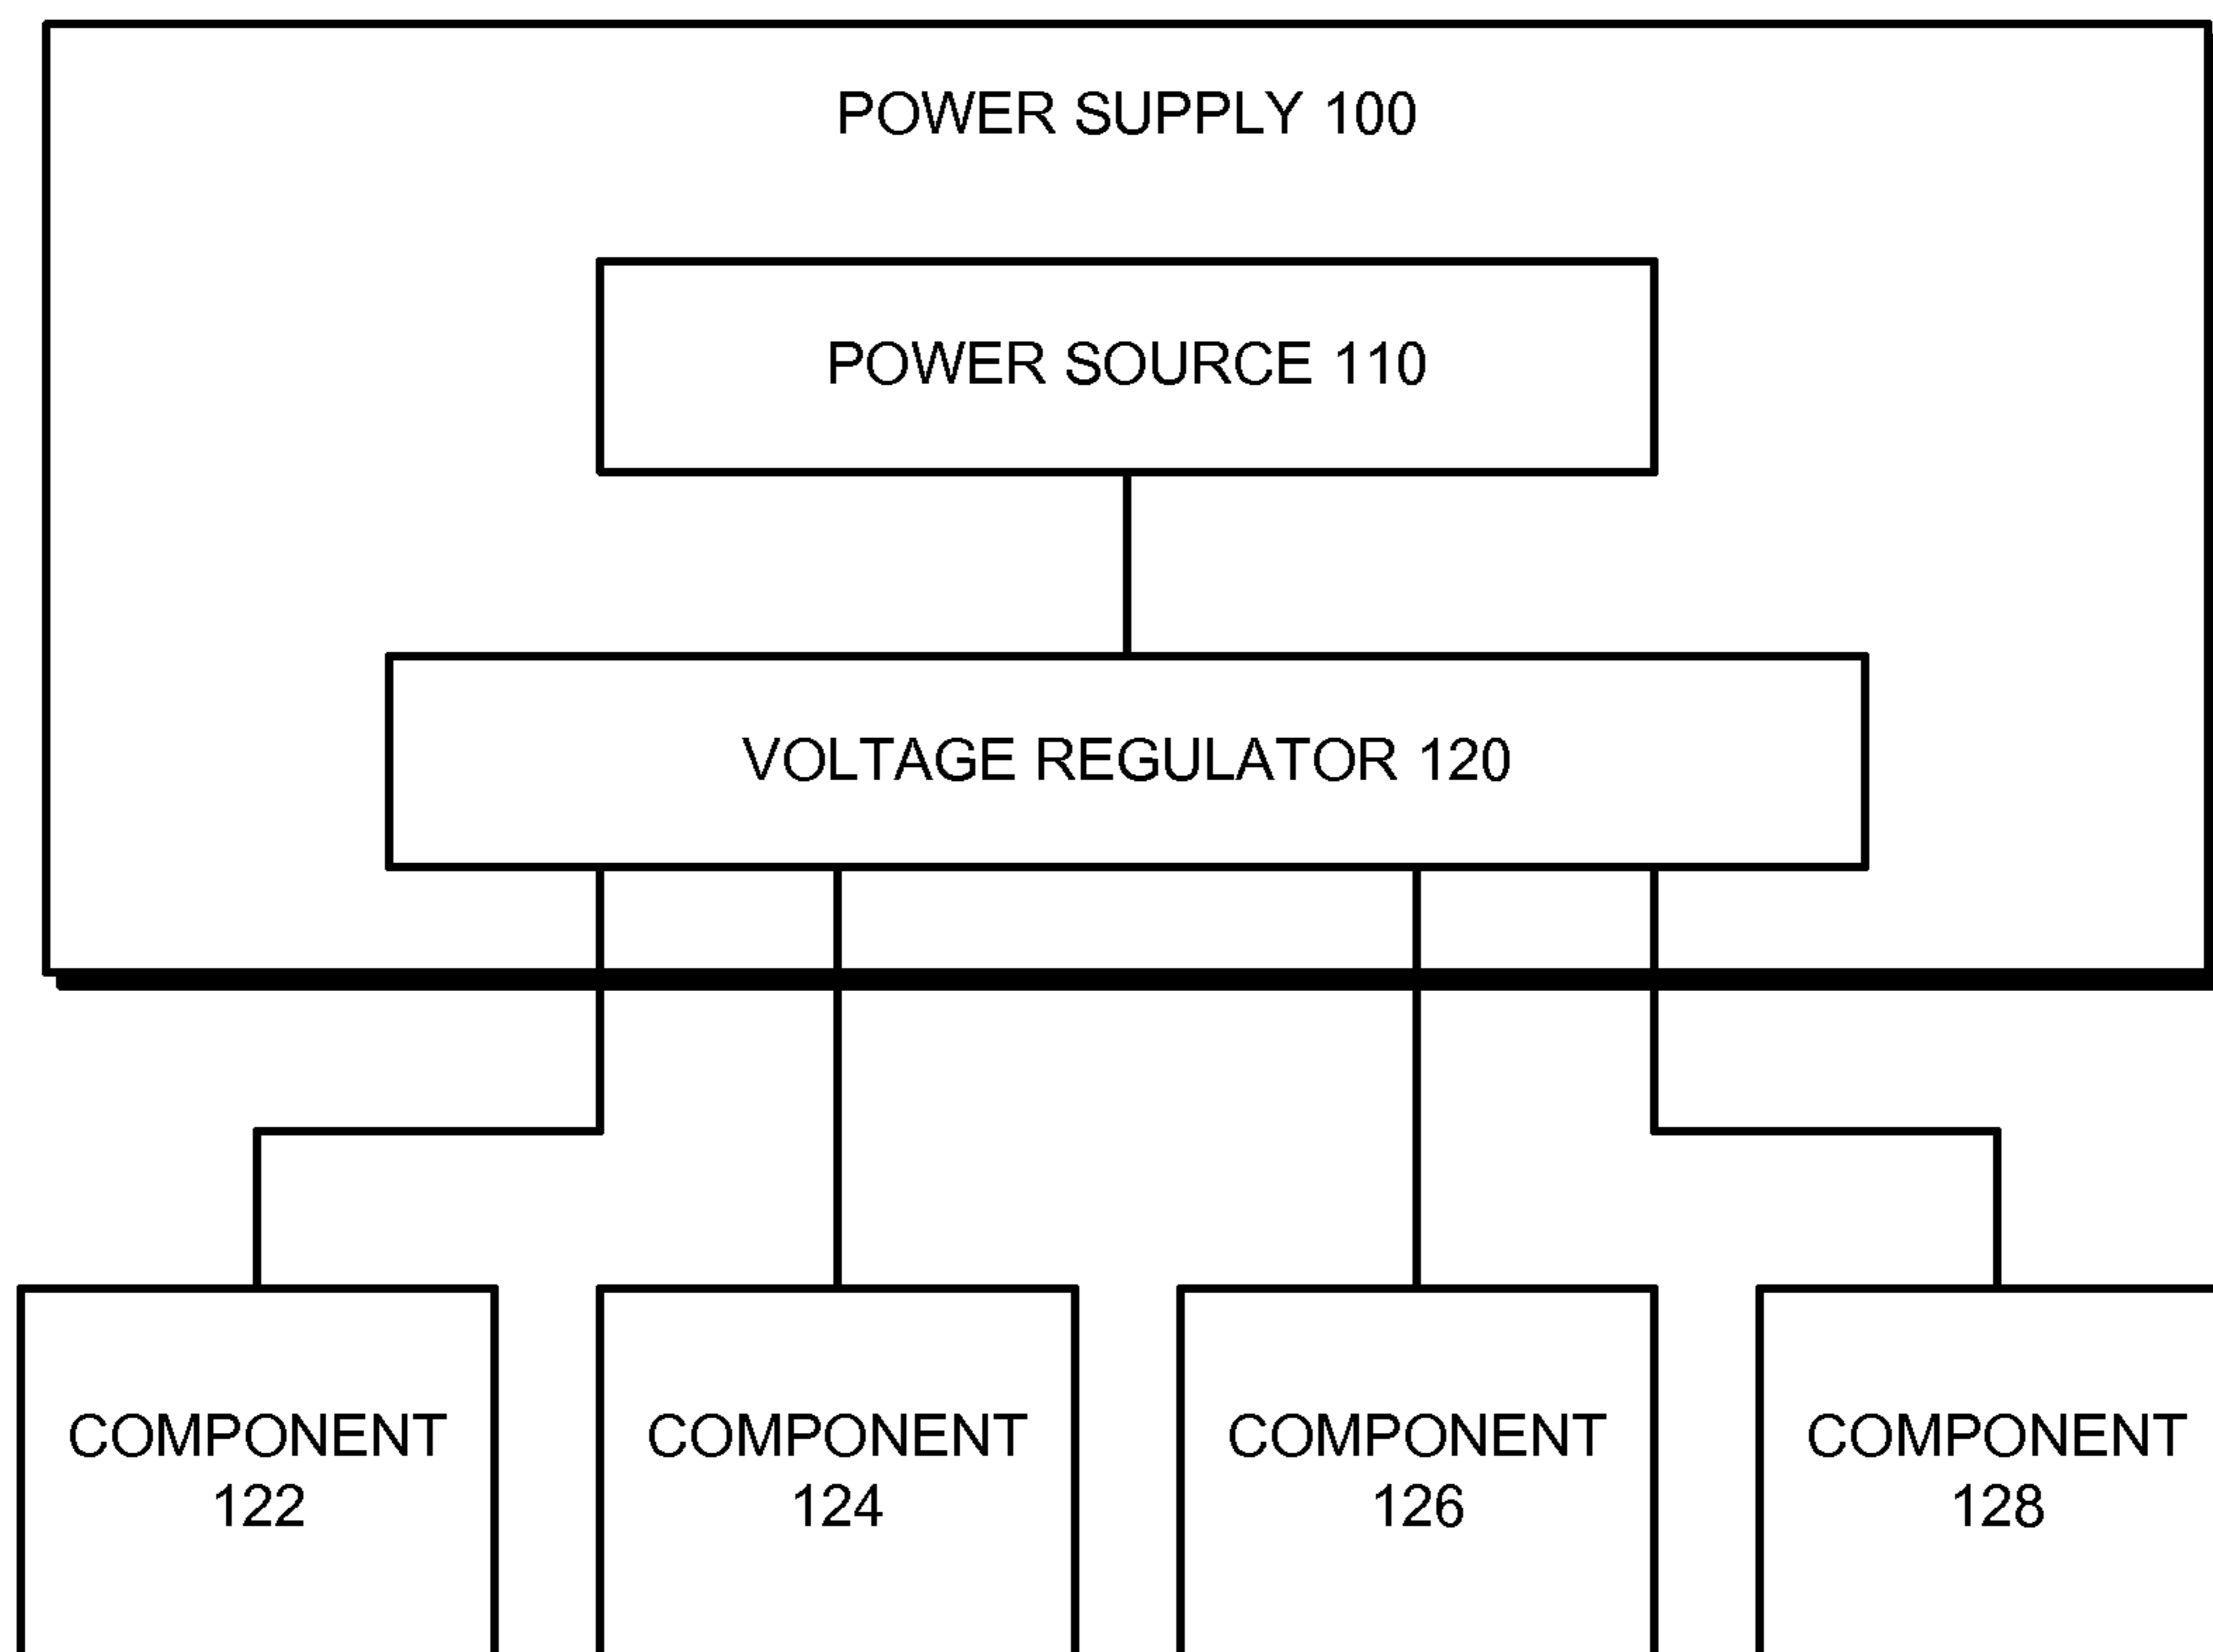 POWER SUPPLY 100
POWER SOURCE 110
VOLTAGE REGULATOR 120
COMPONENT
122
COMPONENT
124
COMPONENT
126
COMPONENT
128